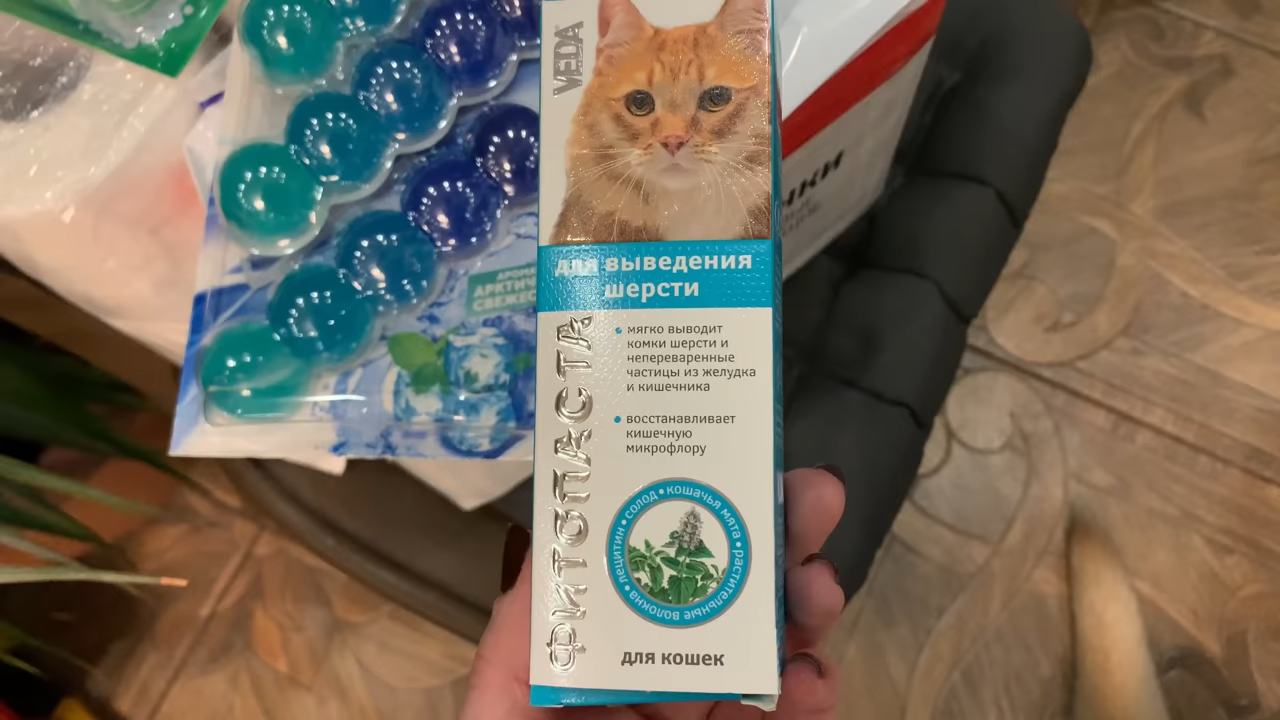 VEDA
для выведения
шерсти
ФИТОПАСТА
мягко выводит
комки шерсти и
непереваренные
частицы из желудка
и кишечника
восстанавливает
кишечную
микрофлору
лецитин • солод • кошачья мята • растительные волокна •
для кошек